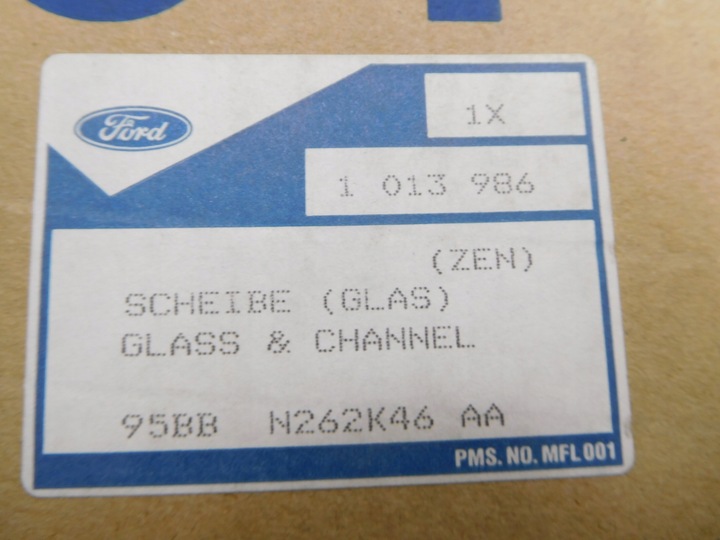 Ford
1X
1 013 986
(ZEN)
SCHEIBE (GLAS)
GLASS & CHANNEL
95BB N262K46 AA
PMS. NO. MFL 001